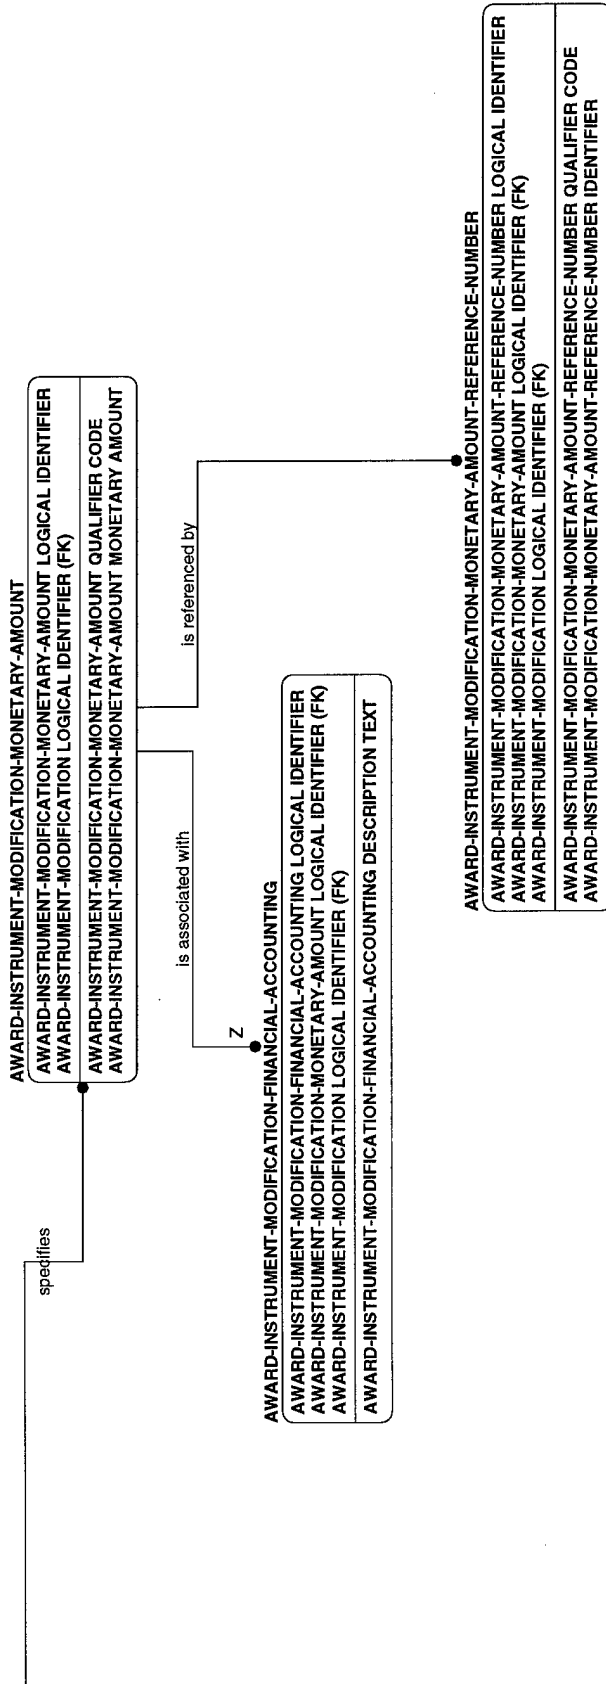 specifies
AWARD-INSTRUMENT-MODIFICATION-MONETARY-AMOUNT
AWARD-INSTRUMENT-MODIFICATION-MONETARY-AMOUNT LOGICAL IDENTIFIER
AWARD-INSTRUMENT-MODIFICATION LOGICAL IDENTIFIER (FK)
AWARD-INSTRUMENT-MODIFICATION-MONETARY-AMOUNT QUALIFIER CODE
AWARD-INSTRUMENT-MODIFICATION-MONETARY-AMOUNT MONETARY AMOUNT
is associated with
is referenced by
Z
AWARD-INSTRUMENT-MODIFICATION-FINANCIAL-ACCOUNTING
AWARD-INSTRUMENT-MODIFICATION-FINANCIAL-ACCOUNTING LOGICAL IDENTIFIER
AWARD-INSTRUMENT-MODIFICATION-MONETARY-AMOUNT LOGICAL IDENTIFIER (FK)
AWARD-INSTRUMENT-MODIFICATION LOGICAL IDENTIFIER (FK)
AWARD-INSTRUMENT-MODIFICATION-FINANCIAL-ACCOUNTING DESCRIPTION TEXT
AWARD-INSTRUMENT-MODIFICATION-MONETARY-AMOUNT-REFERENCE-NUMBER
AWARD-INSTRUMENT-MODIFICATION-MONETARY-AMOUNT-REFERENCE-NUMBER LOGICAL IDENTIFIER
AWARD-INSTRUMENT-MODIFICATION-MONETARY-AMOUNT LOGICAL IDENTIFIER (FK)
AWARD-INSTRUMENT-MODIFICATION LOGICAL IDENTIFIER (FK)
AWARD-INSTRUMENT-MODIFICATION-MONETARY-AMOUNT-REFERENCE-NUMBER QUALIFIER CODE
AWARD-INSTRUMENT-MODIFICATION-MONETARY-AMOUNT-REFERENCE-NUMBER IDENTIFIER